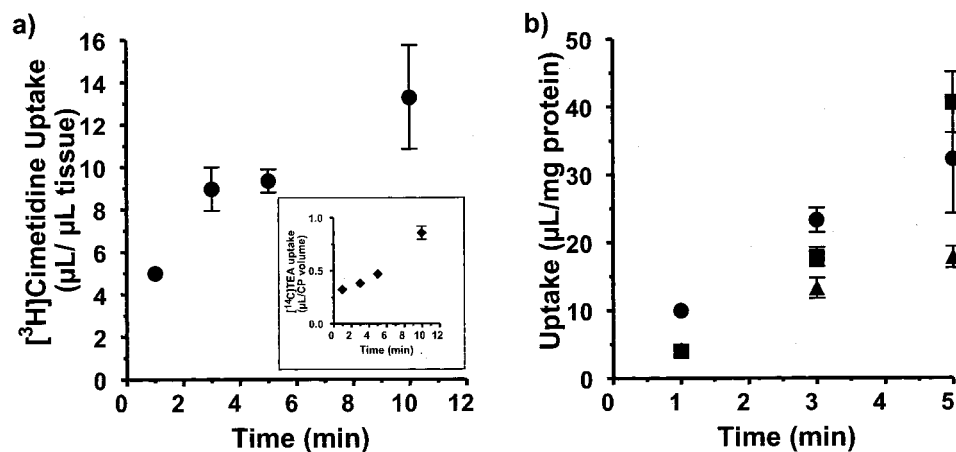 a)
[³H]Cimetidine Uptake
(µL/ µL tissue)
16
14
12
10
8
6
4
2
0
0 2 4 6 8 10 12
Time (min)
[¹⁴C]TEA uptake
(µL/CP volume)
1.0
0.5
0.0
0 2 4 6 8 10 12
Time (min)
b)
Uptake (µL/mg protein)
50
40
30
20
10
0
0 1 2 3 4 5
Time (min)